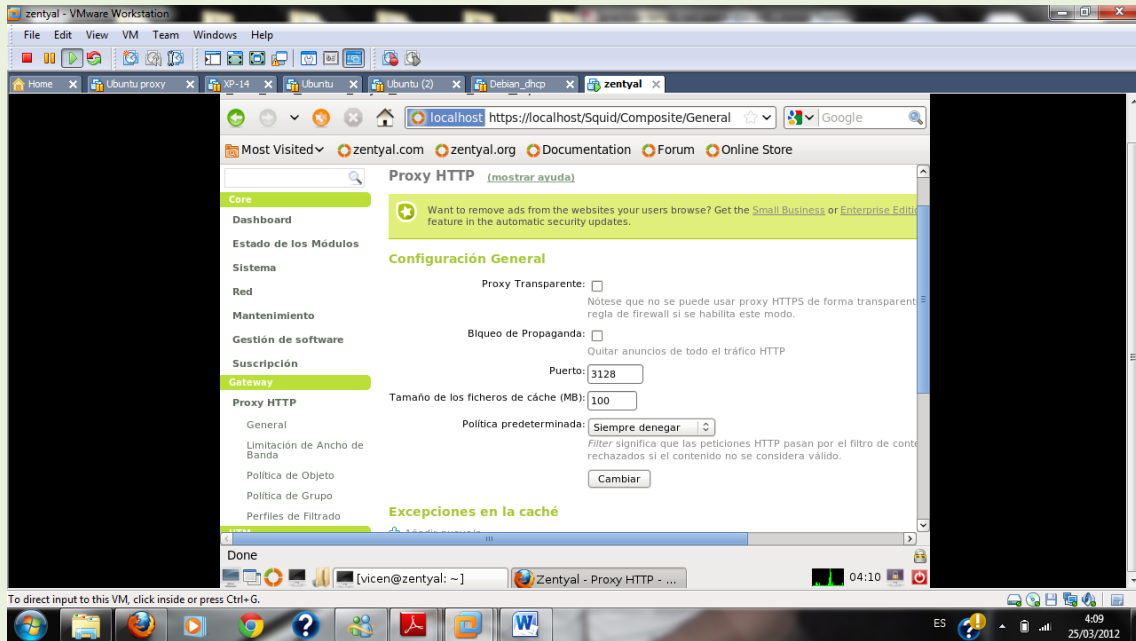 zentyal - VMware Workstation
File Edit View VM Team Windows Help
Home Ubuntu proxy XP-14 Ubuntu Ubuntu (2) Debian_dhcp zentyal
localhost https://localhost/Squid/Composite/General Google
Most Visited zentyal.com zentyal.org Documentation Forum Online Store
Proxy HTTP (mostrar ayuda)
Core
Want to remove ads from the websites your users browse? Get the Small Business or Enterprise Editi
feature in the automatic security updates.
Dashboard
Estado de los Módulos
Sistema
Red
Mantenimiento
Gestión de software
Suscripción
Gateway
Proxy HTTP
General
Limitación de Ancho de
Banda
Política de Objeto
Política de Grupo
Perfiles de Filtrado
Configuración General
Proxy Transparente:
Nótese que no se puede usar proxy HTTPS de forma transparent
regla de firewall si se habilita este modo.
Blqueo de Propaganda:
Quitar anuncios de todo el tráfico HTTP
Puerto: 3128
Tamaño de los ficheros de cáche (MB): 100
Política predeterminada: Siempre denegar
Filter significa que las peticiones HTTP pasan por el filtro de conte
rechazados si el contenido no se considera válido.
Cambiar
Excepciones en la caché
Done
[vicen@zentyal: ~] Zentyal - Proxy HTTP - ... 04:10
To direct input to this VM, click inside or press Ctrl+G.
ES 4:09
25/03/2012